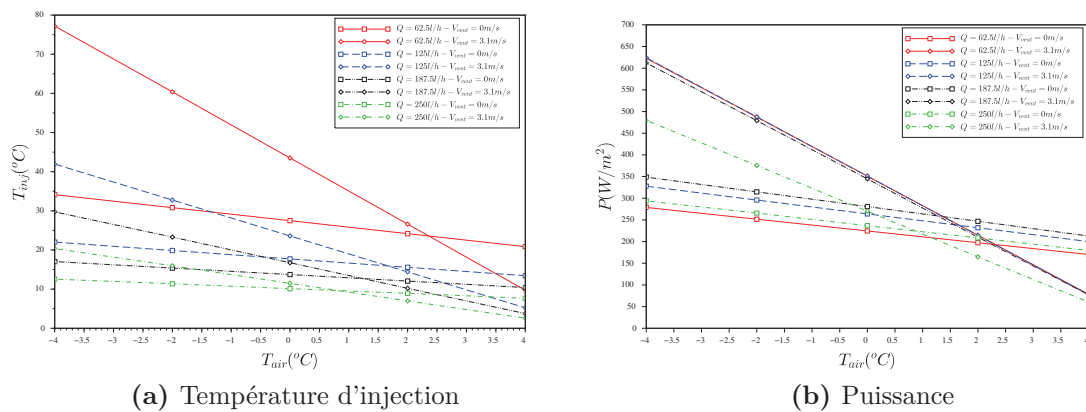 80
70
60
50
40
30
20
10
0
T_inj(°C)
−4 −3.5 −3 −2.5 −2 −1.5 −1 −0.5 0 0.5 1 1.5 2 2.5 3 3.5 4
T_air(°C)
Q = 62.5l/h − V_vent = 0m/s
Q = 62.5l/h − V_vent = 3.1m/s
Q = 125l/h − V_vent = 0m/s
Q = 125l/h − V_vent = 3.1m/s
Q = 187.5l/h − V_vent = 0m/s
Q = 187.5l/h − V_vent = 3.1m/s
Q = 250l/h − V_vent = 0m/s
Q = 250l/h − V_vent = 3.1m/s
(a) Température d'injection
700
650
600
550
500
450
400
350
300
250
200
150
100
50
0
P(W/m²)
−4 −3.5 −3 −2.5 −2 −1.5 −1 −0.5 0 0.5 1 1.5 2 2.5 3 3.5 4
T_air(°C)
Q = 62.5l/h − V_vent = 0m/s
Q = 62.5l/h − V_vent = 3.1m/s
Q = 125l/h − V_vent = 0m/s
Q = 125l/h − V_vent = 3.1m/s
Q = 187.5l/h − V_vent = 0m/s
Q = 187.5l/h − V_vent = 3.1m/s
Q = 250l/h − V_vent = 0m/s
Q = 250l/h − V_vent = 3.1m/s
(b) Puissance